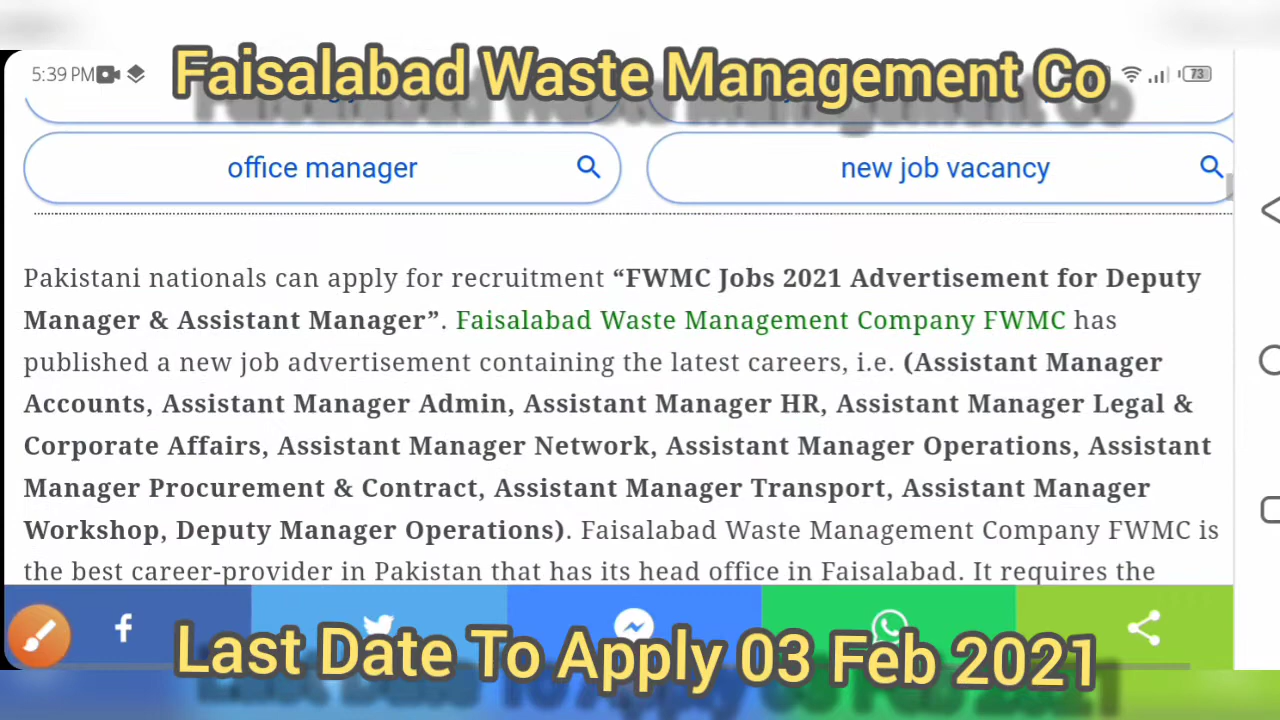 Faisalabad Waste Management Co
5:39 PM
73
office manager
new job vacancy
Pakistani nationals can apply for recruitment “FWMC Jobs 2021 Advertisement for Deputy
Manager & Assistant Manager”. Faisalabad Waste Management Company FWMC has
published a new job advertisement containing the latest careers, i.e. (Assistant Manager
Accounts, Assistant Manager Admin, Assistant Manager HR, Assistant Manager Legal &
Corporate Affairs, Assistant Manager Network, Assistant Manager Operations, Assistant
Manager Procurement & Contract, Assistant Manager Transport, Assistant Manager
Workshop, Deputy Manager Operations). Faisalabad Waste Management Company FWMC is
the best career-provider in Pakistan that has its head office in Faisalabad. It requires the
Last Date To Apply 03 Feb 2021